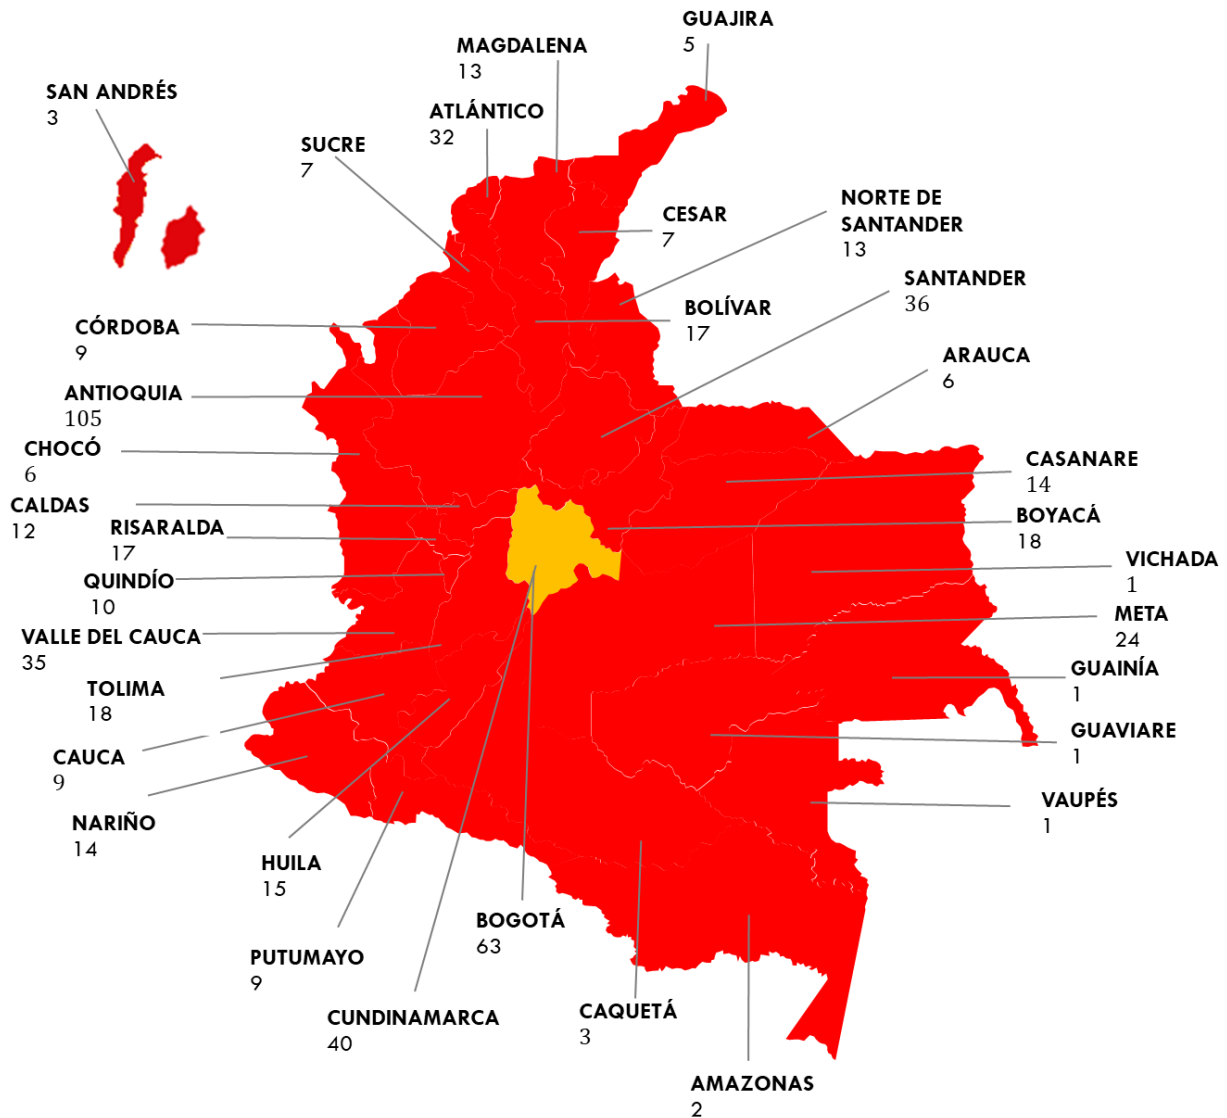 GUAJIRA
5
MAGDALENA
13
SAN ANDRÉS
3
ATLÁNTICO
32
SUCRE
7
NORTE DE
SANTANDER
13
CESAR
7
SANTANDER
36
BOLÍVAR
17
CÓRDOBA
9
ARAUCA
6
ANTIOQUIA
105
CHOCÓ
6
CASANARE
14
CALDAS
12
BOYACÁ
18
RISARALDA
17
VICHADA
1
QUINDÍO
10
META
24
VALLE DEL CAUCA
35
GUAINÍA
1
TOLIMA
18
GUAVIARE
1
CAUCA
9
VAUPÉS
1
NARIÑO
14
HUILA
15
BOGOTÁ
63
PUTUMAYO
9
CAQUETÁ
3
CUNDINAMARCA
40
AMAZONAS
2